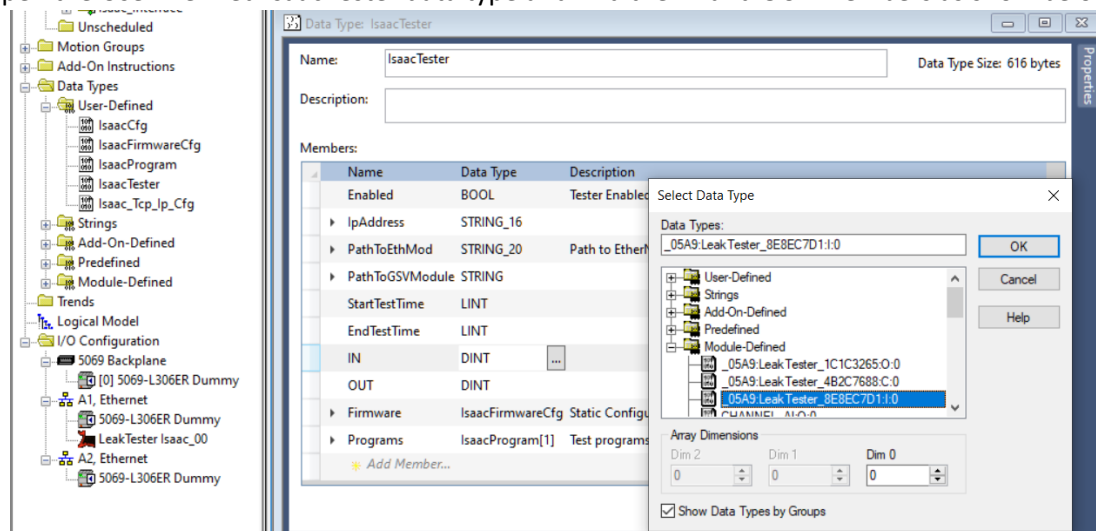 Unscheduled
Motion Groups
Add-On Instructions
Data Types
User-Defined
IsaacCfg
IsaacFirmwareCfg
IsaacProgram
IsaacTester
Isaac_Tcp_Ip_Cfg
Strings
Add-On-Defined
Predefined
Module-Defined
Trends
Logical Model
I/O Configuration
5069 Backplane
[0] 5069-L306ER Dummy
A1, Ethernet
5069-L306ER Dummy
LeakTester Isaac_00
A2, Ethernet
5069-L306ER Dummy
Data Type: IsaacTester
Name: IsaacTester Data Type Size: 616 bytes
Description:
Members:
Name Data Type Description
Enabled BOOL Tester Enabled
IpAddress STRING_16
PathToEthMod STRING_20 Path to Ether
PathToGSVModule STRING
StartTestTime LINT
EndTestTime LINT
IN DINT ...
OUT DINT
Firmware IsaacFirmwareCfg Static Configu
Programs IsaacProgram[1] Test programs
Add Member...
Properties
Select Data Type
Data Types:
_05A9:LeakTester_8E8EC7D1:I:0
OK
Cancel
Help
User-Defined
Strings
Add-On-Defined
Predefined
Module-Defined
_05A9:LeakTester_1C1C3265:O:0
_05A9:LeakTester_4B2C7688:C:0
_05A9:LeakTester_8E8EC7D1:I:0
CHANNEL_AI:O:0
Array Dimensions
Dim 2 Dim 1 Dim 0
0 0 0
Show Data Types by Groups